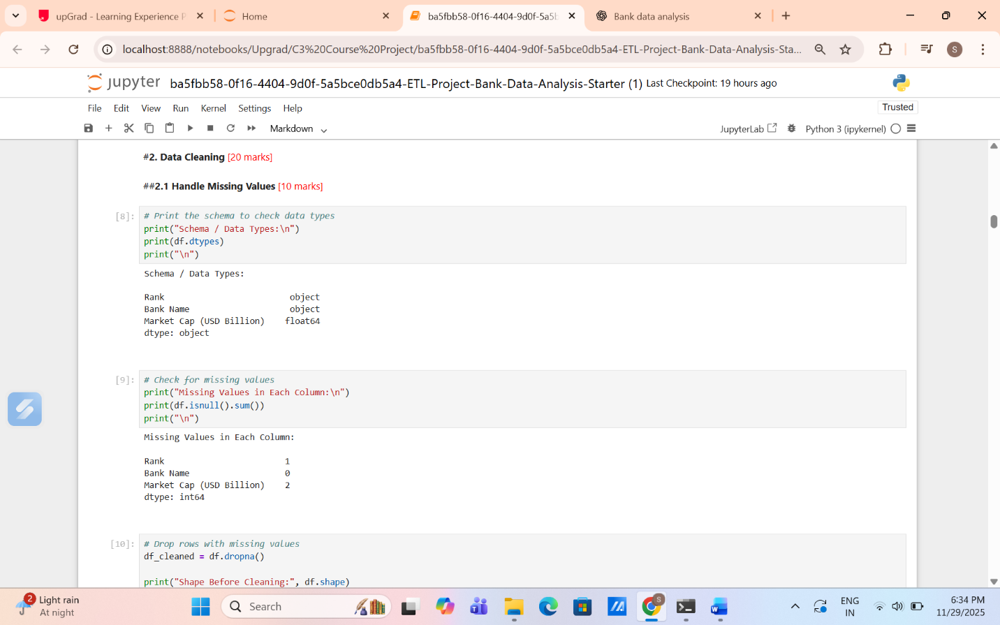 upGrad - Learning Experience P
Home
ba5fbb58-0f16-4404-9d0f-5a5b
Bank data analysis
localhost:8888/notebooks/Upgrad/C3%20Course%20Project/ba5fbb58-0f16-4404-9d0f-5a5bce0db5a4-ETL-Project-Bank-Data-Analysis-Sta...
S
jupyter ba5fbb58-0f16-4404-9d0f-5a5bce0db5a4-ETL-Project-Bank-Data-Analysis-Starter (1) Last Checkpoint: 19 hours ago
File Edit View Run Kernel Settings Help
Trusted
Markdown
JupyterLab
Python 3 (ipykernel)
#2. Data Cleaning [20 marks]
##2.1 Handle Missing Values [10 marks]
[8]: # Print the schema to check data types
print("Schema / Data Types:\n")
print(df.dtypes)
print("\n")
Schema / Data Types:
Rank object
Bank Name object
Market Cap (USD Billion) float64
dtype: object
[9]: # Check for missing values
print("Missing Values in Each Column:\n")
print(df.isnull().sum())
print("\n")
Missing Values in Each Column:
Rank 1
Bank Name 0
Market Cap (USD Billion) 2
dtype: int64
[10]: # Drop rows with missing values
df_cleaned = df.dropna()
print("Shape Before Cleaning:", df.shape)
2
Light rain
At night
Search
S
ENG
IN
6:34 PM
11/29/2025